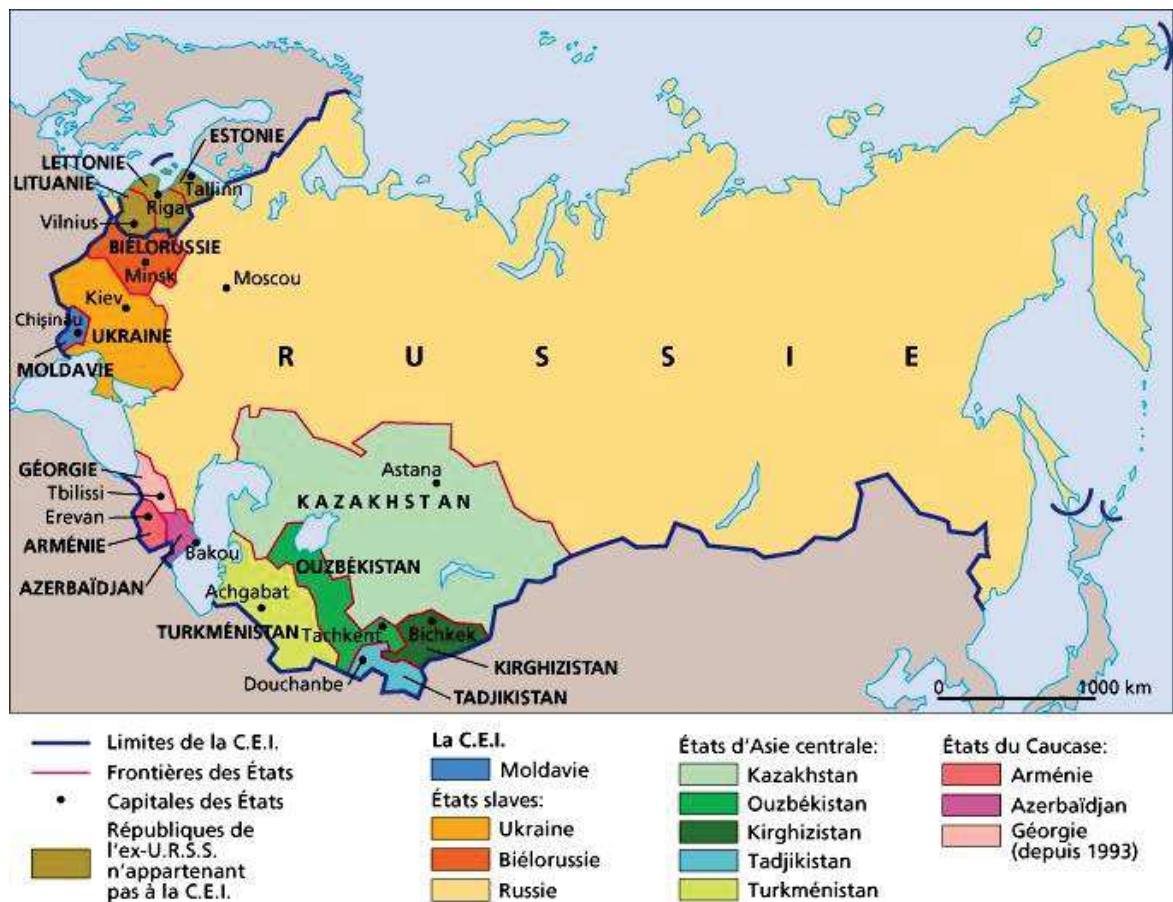 ESTONIE
LETTONIE
LITUANIE
Tallinn
Riga
Vilnius
BIÉLORUSSIE
Minsk
Moscou
Kiev
Chişinău
UKRAINE
MOLDAVIE
R U S S I E
GÉORGIE
Tbilissi
Erevan
ARMÉNIE
AZERBAÏDJAN
Bakou
Astana
KAZAKHSTAN
OUZBÉKISTAN
Achgabat
TURKMÉNISTAN
Tachkent
Bichkek
Douchanbe
KIRGHIZISTAN
TADJIKISTAN
0 1000 km
Limites de la C.E.I.
Frontières des États
Capitales des États
Républiques de
l'ex-U.R.S.S.
n'appartenant
pas à la C.E.I.
La C.E.I.
Moldavie
États slaves:
Ukraine
Biélorussie
Russie
États d'Asie centrale:
Kazakhstan
Ouzbékistan
Kirghizistan
Tadjikistan
Turkménistan
États du Caucase:
Arménie
Azerbaïdjan
Géorgie
(depuis 1993)